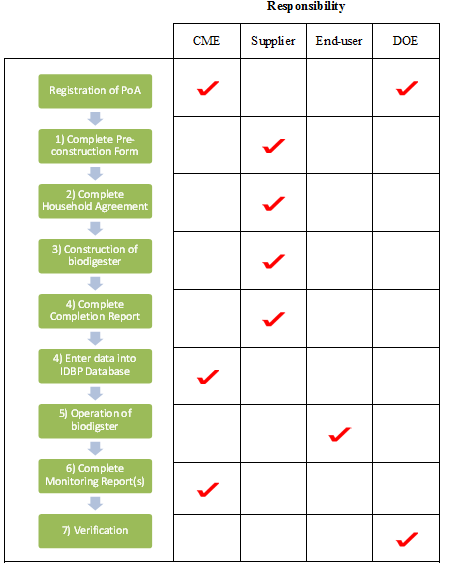 Responsibility
CME Supplier End-user DOE
Registration of PoA
1) Complete Pre-
construction Form
2) Complete
Household Agreement
3) Construction of
biodigester
4) Complete
Completion Report
4) Enter data into
IDBP Database
5) Operation of
biodigster
6) Complete
Monitoring Report(s)
7) Verification